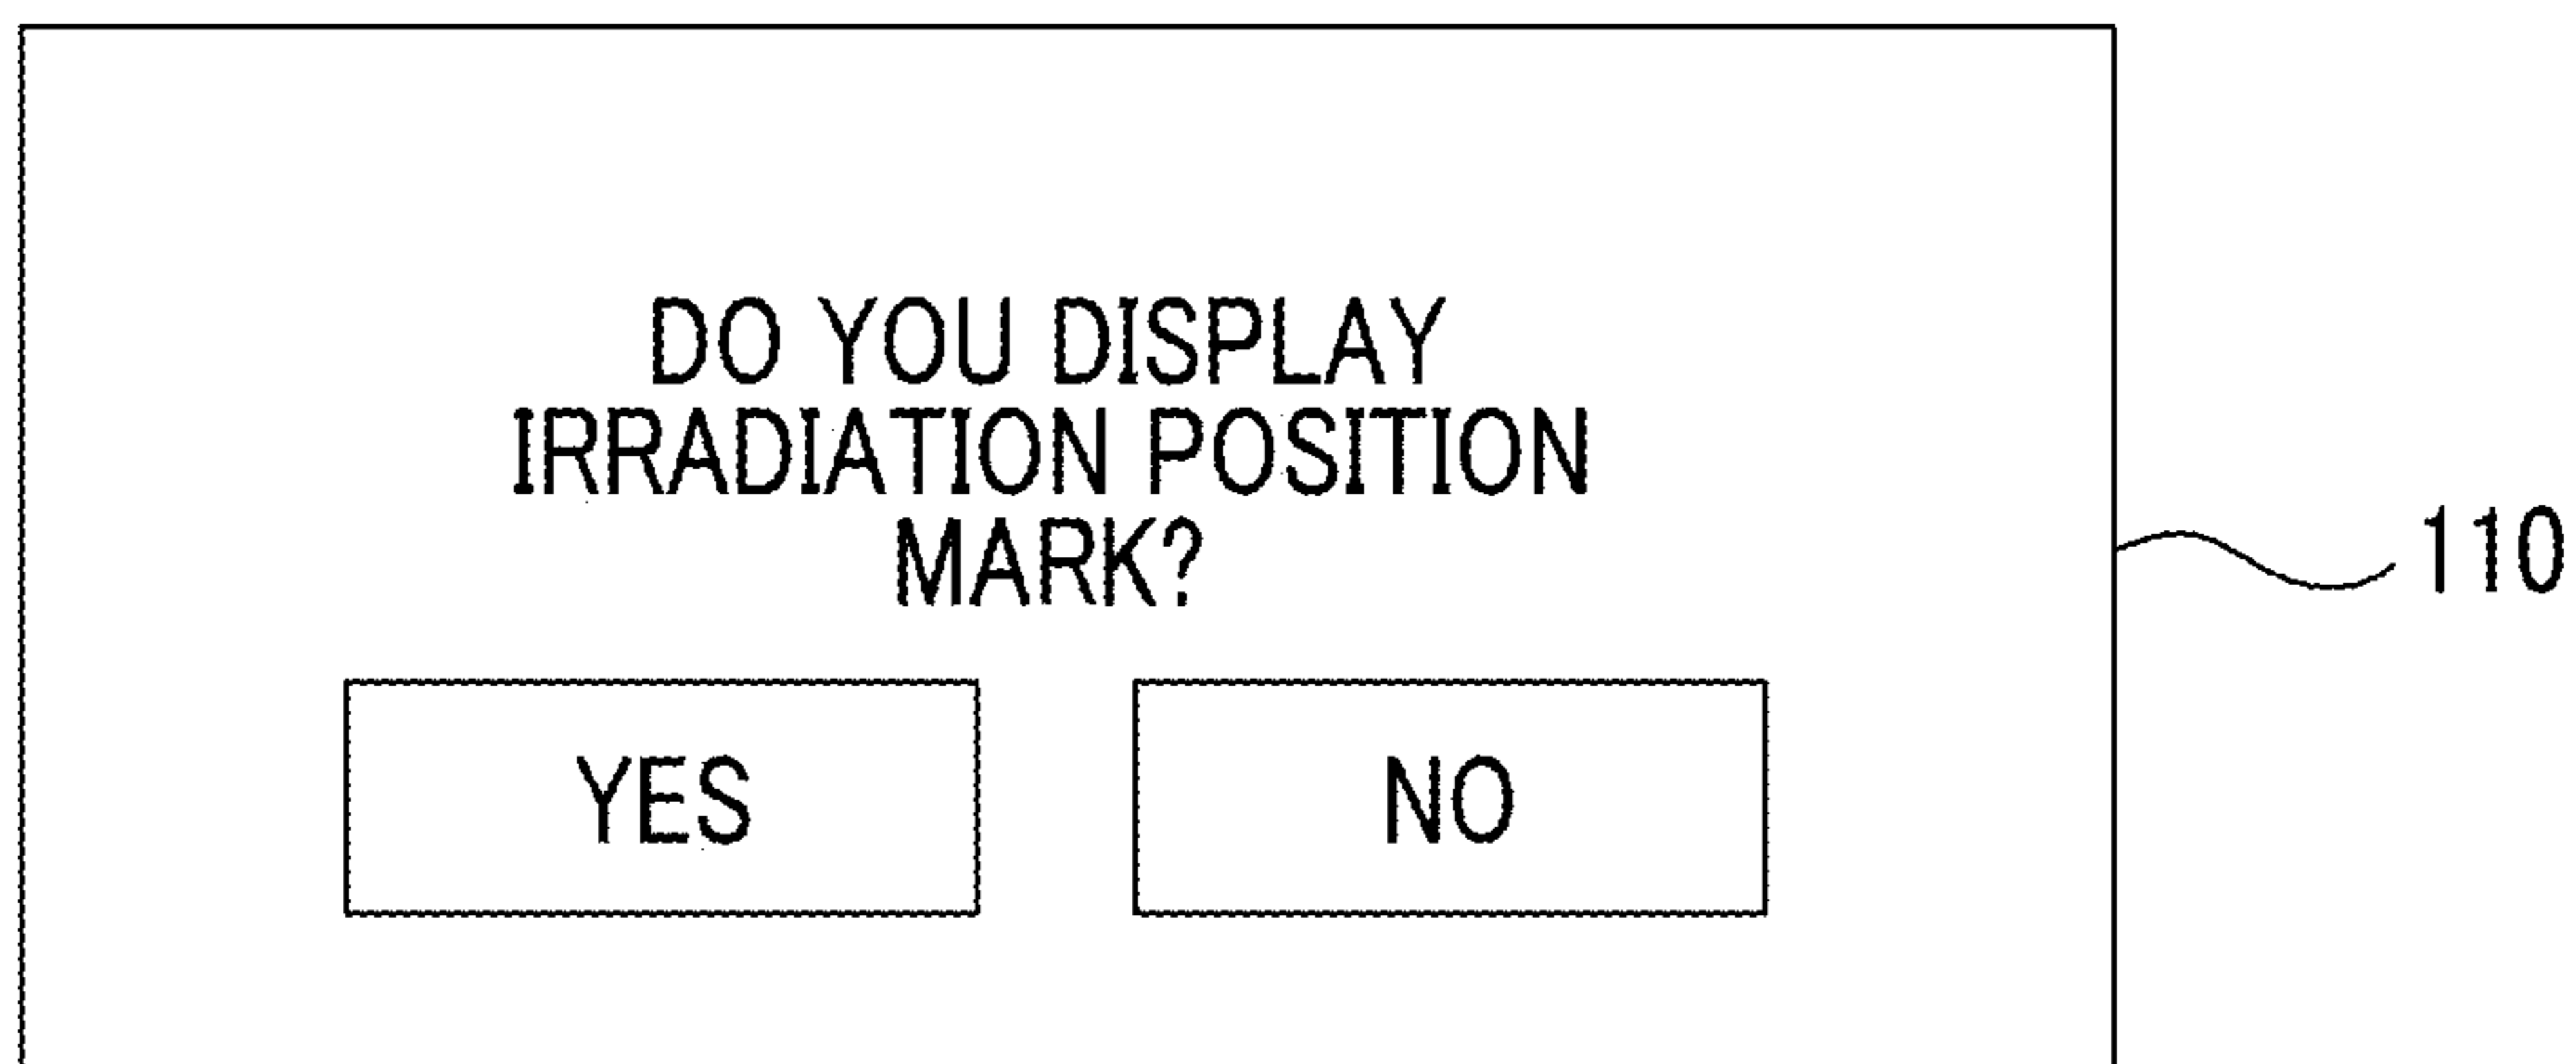 DO YOU DISPLAY
IRRADIATION POSITION
MARK?
110
YES
NO